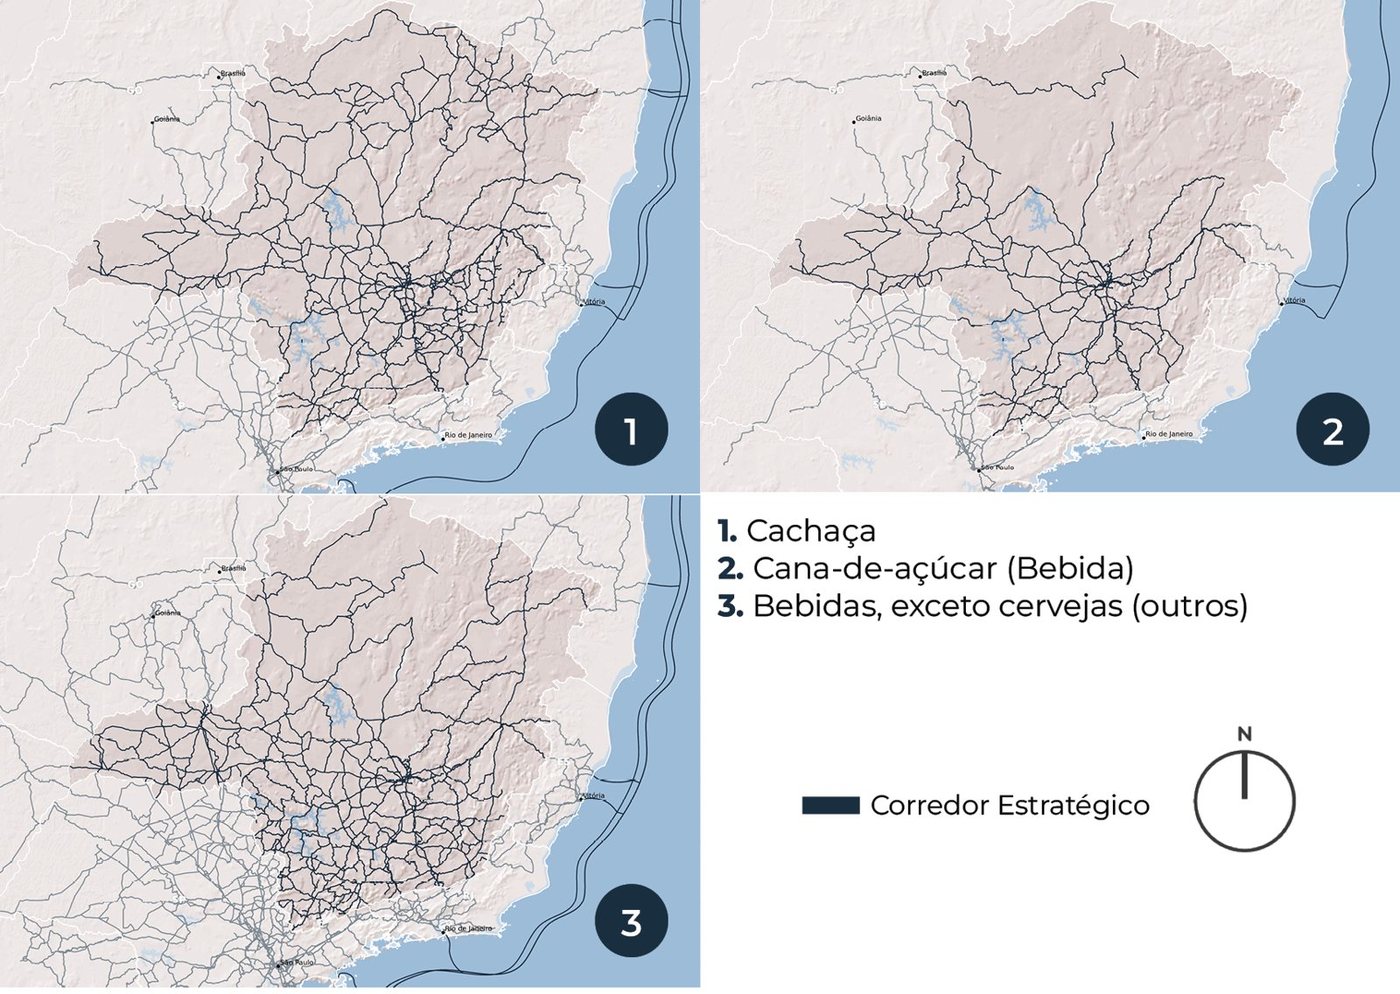 Brasília
Goiânia
Vitória
Rio de Janeiro
São Paulo
1
Brasília
Goiânia
Vitória
Rio de Janeiro
São Paulo
2
Brasília
Goiânia
Vitória
Rio de Janeiro
São Paulo
3
1. Cachaça
2. Cana-de-açúcar (Bebida)
3. Bebidas, exceto cervejas (outros)
N
Corredor Estratégico